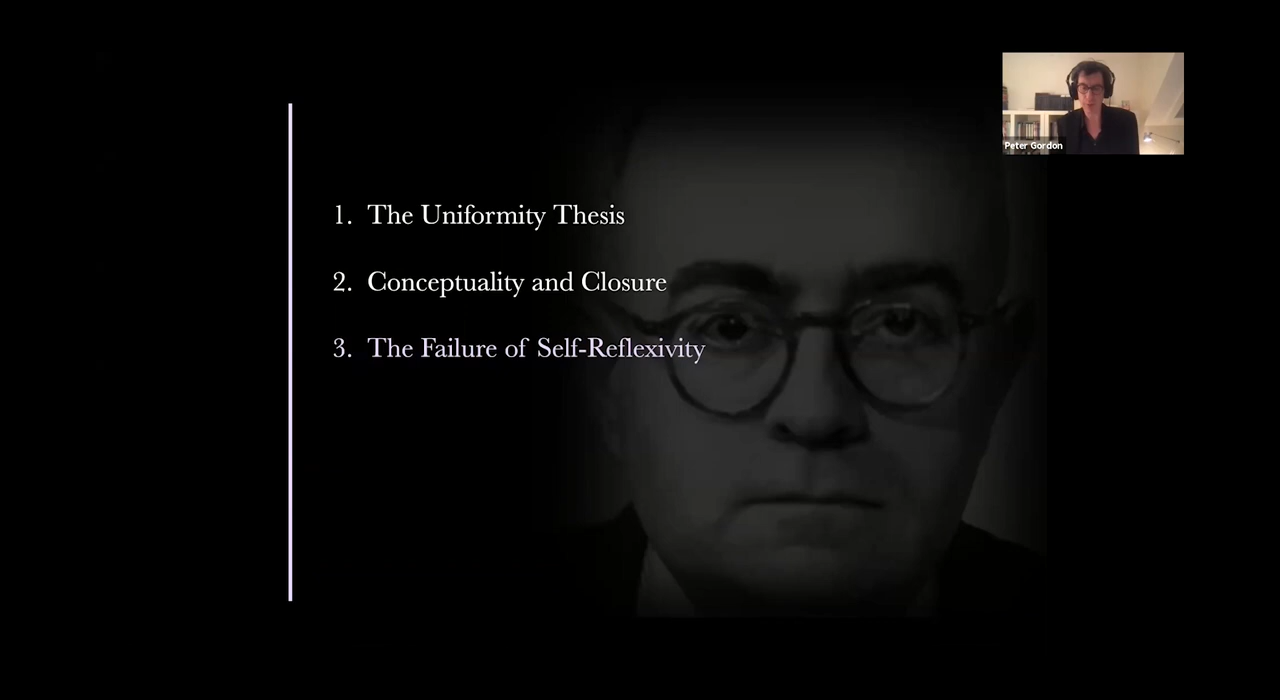 Peter Gordon
1. The Uniformity Thesis
2. Conceptuality and Closure
3. The Failure of Self-Reflexivity